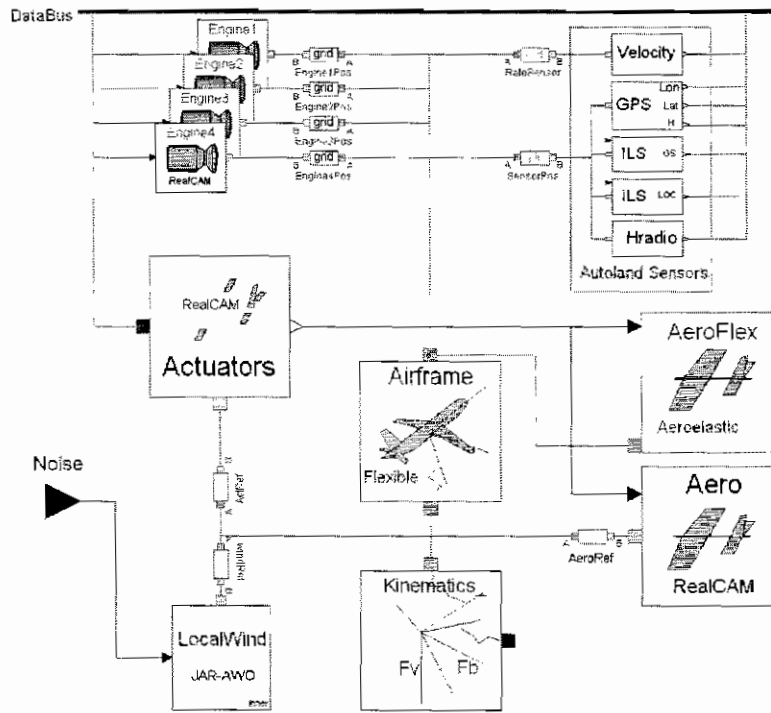 DataBus
Engine1
Engine2
Engine3
Engine4
RealCAM
B grid A
Engine1Pos
B grid A
Engine2Pos
B grid A
B grid A
Engine4Pos
A B
RateSensor
A B
SensorPos
Velocity
GPS
Lon
Lat
H
ILS GS
ILS LOC
Hradio
Autoland Sensors
RealCAM
Actuators
Airframe
Flexible
AeroFlex
Aeroelastic
Noise
ActRef
A
B
Aero
RealCAM
A B
AeroRef
LocalWind
JAR-AWO
Kinematics
Fv Fb